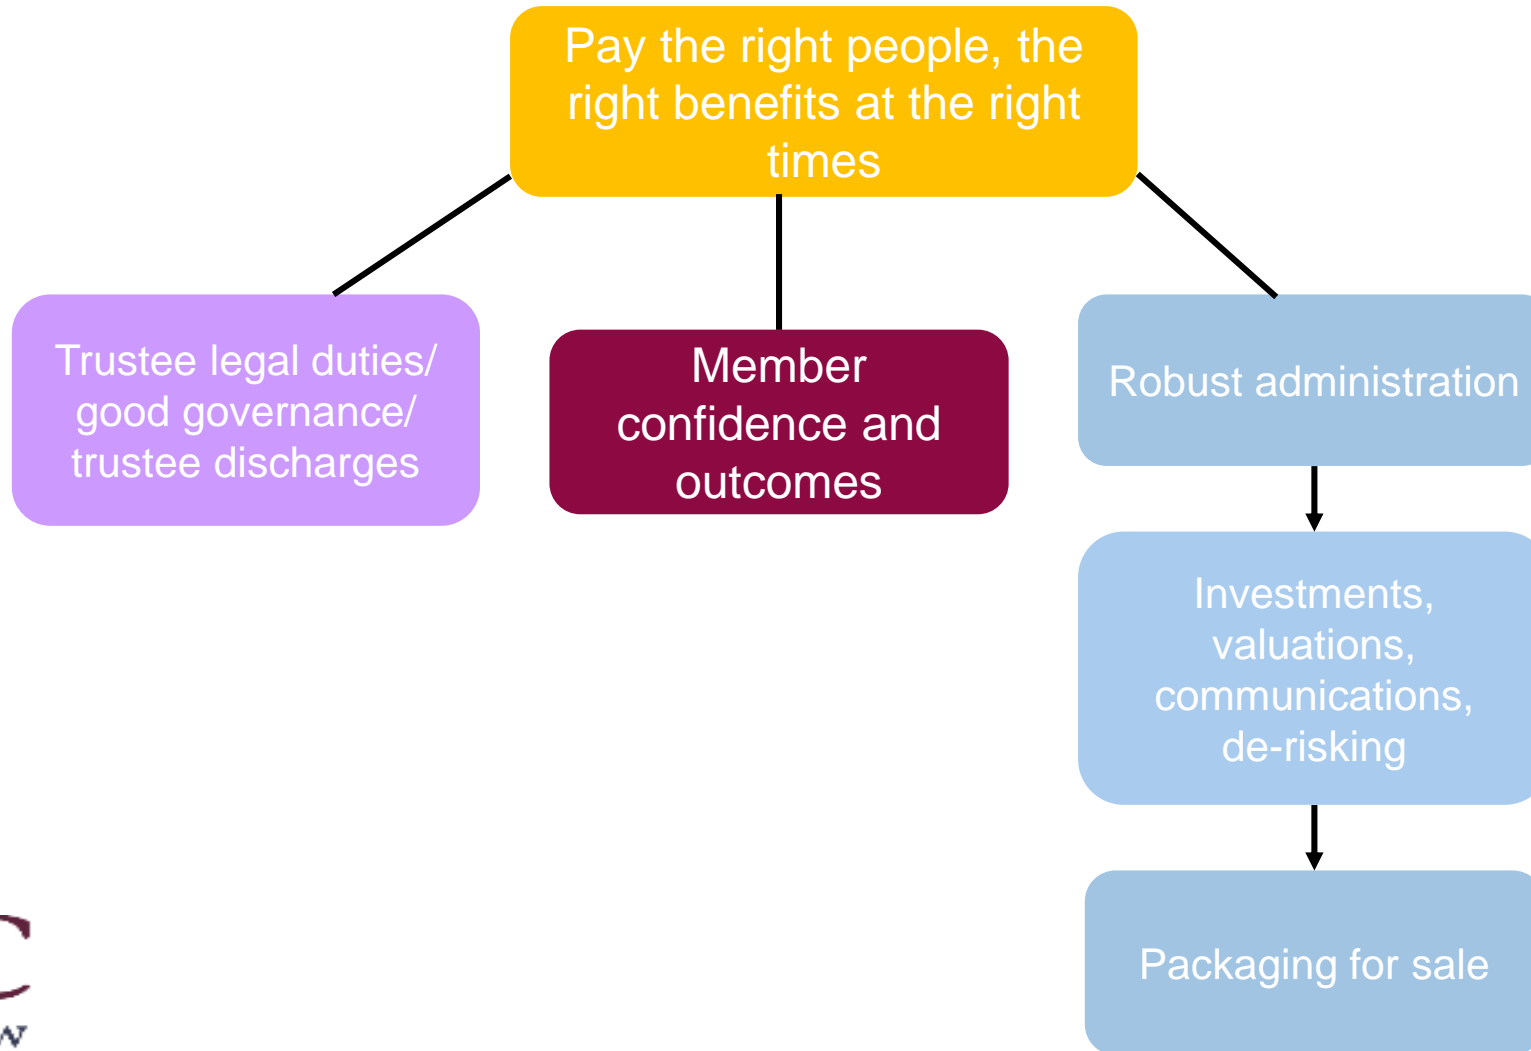 Pay the right people, the
right benefits at the right
times
Trustee legal duties/
good governance/
trustee discharges
Member
confidence and
outcomes
Robust administration
Investments,
valuations,
communications,
de-risking
Packaging for sale
C
w